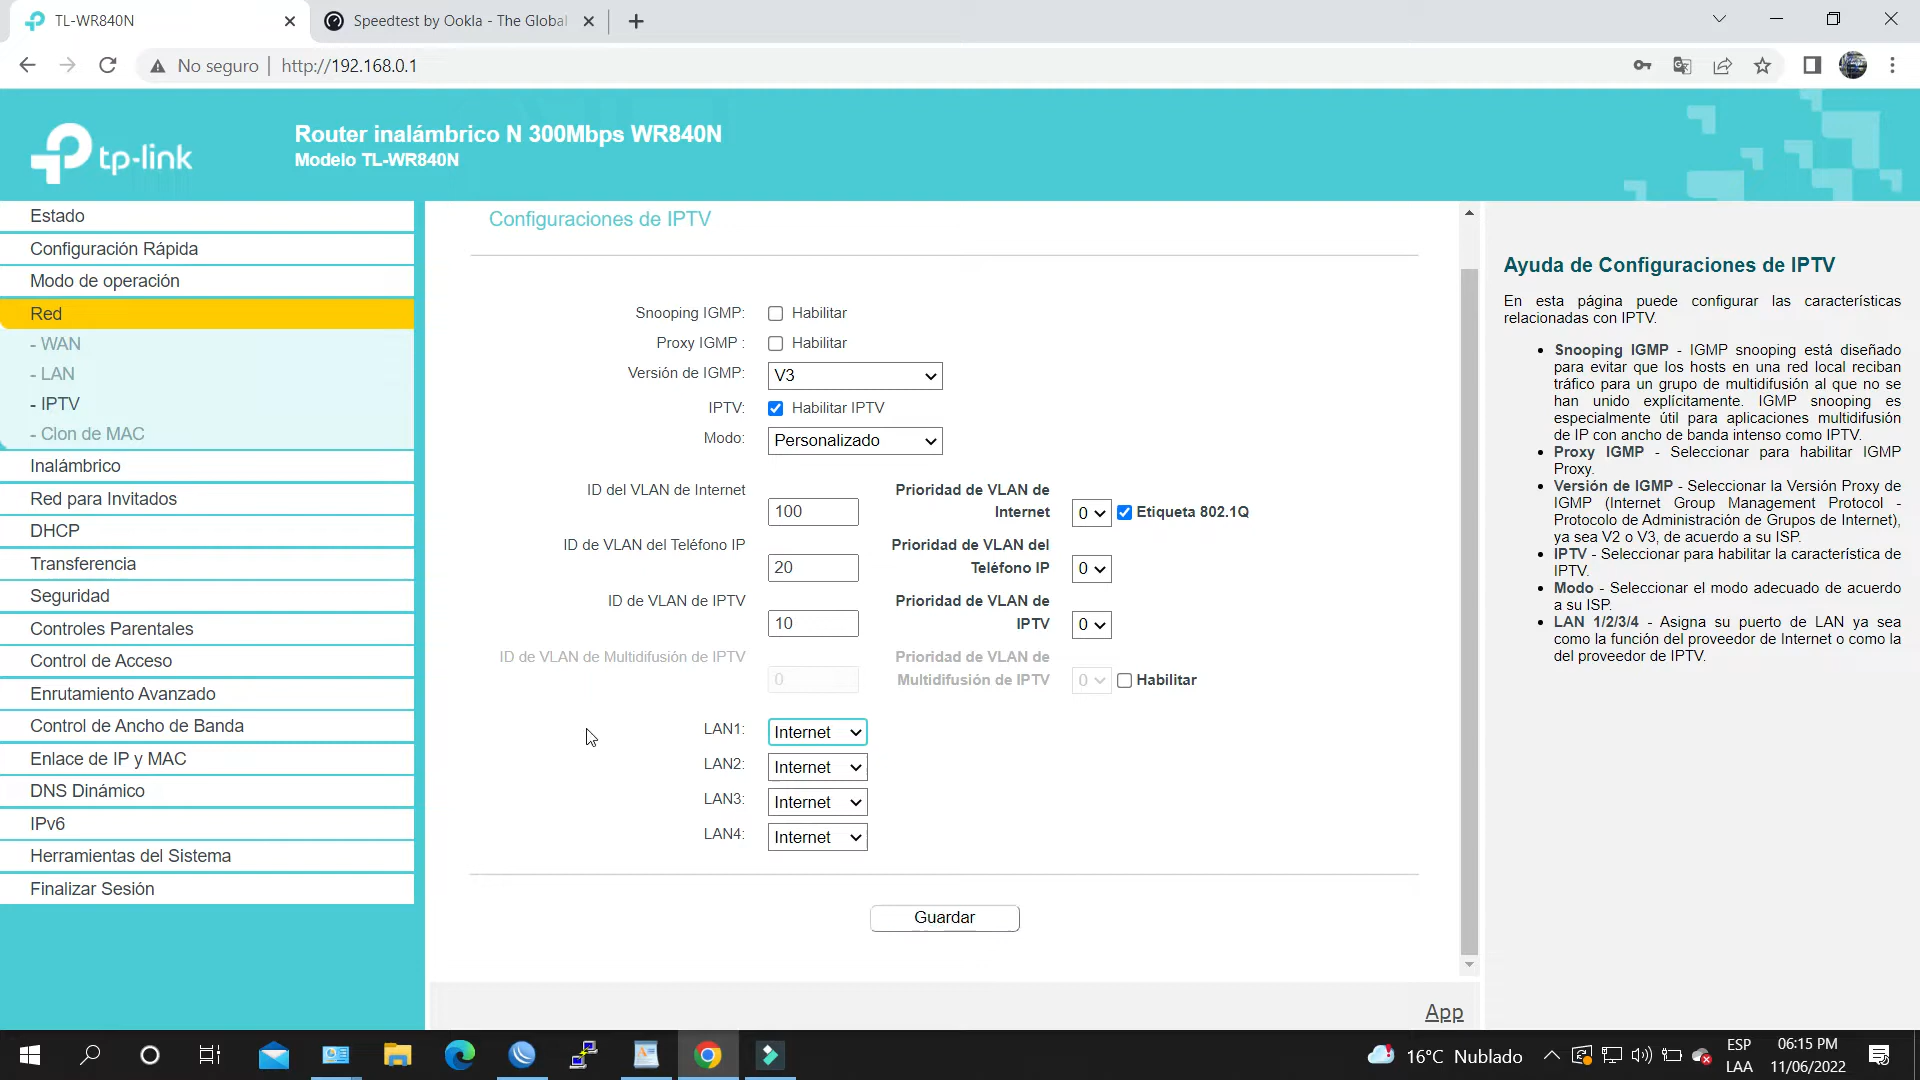 TL-WR840N
Speedtest by Ookla - The Global
No seguro
http://192.168.0.1
tp-link
Router inalámbrico N 300Mbps WR840N
Modelo TL-WR840N
Estado
Configuración Rápida
Modo de operación
Red
- WAN
- LAN
- IPTV
- Clon de MAC
Inalámbrico
Red para Invitados
DHCP
Transferencia
Seguridad
Controles Parentales
Control de Acceso
Enrutamiento Avanzado
Control de Ancho de Banda
Enlace de IP y MAC
DNS Dinámico
IPv6
Herramientas del Sistema
Finalizar Sesión
Configuraciones de IPTV
Snooping IGMP: Habilitar
Proxy IGMP : Habilitar
Versión de IGMP: V3
IPTV: Habilitar IPTV
Modo: Personalizado
ID del VLAN de Internet 100 Prioridad de VLAN de
Internet 0 Etiqueta 802.1Q
ID de VLAN del Teléfono IP 20 Prioridad de VLAN del
Teléfono IP 0
ID de VLAN de IPTV 10 Prioridad de VLAN de
IPTV 0
ID de VLAN de Multidifusión de IPTV 0 Prioridad de VLAN de
Multidifusión de IPTV 0 Habilitar
LAN1: Internet
LAN2: Internet
LAN3: Internet
LAN4: Internet
Guardar
App
Ayuda de Configuraciones de IPTV
En esta página puede configurar las características
relacionadas con IPTV.
Snooping IGMP - IGMP snooping está diseñado
para evitar que los hosts en una red local reciban
tráfico para un grupo de multidifusión al que no se
han unido explícitamente. IGMP snooping es
especialmente útil para aplicaciones multidifusión
de IP con ancho de banda intenso como IPTV.
Proxy IGMP - Seleccionar para habilitar IGMP
Proxy.
Versión de IGMP - Seleccionar la Versión Proxy de
IGMP (Internet Group Management Protocol -
Protocolo de Administración de Grupos de Internet),
ya sea V2 o V3, de acuerdo a su ISP.
IPTV - Seleccionar para habilitar la característica de
IPTV.
Modo - Seleccionar el modo adecuado de acuerdo
a su ISP.
LAN 1/2/3/4 - Asigna su puerto de LAN ya sea
como la función del proveedor de Internet o como la
del proveedor de IPTV.
16°C Nublado
ESP
LAA
06:15 PM
11/06/2022